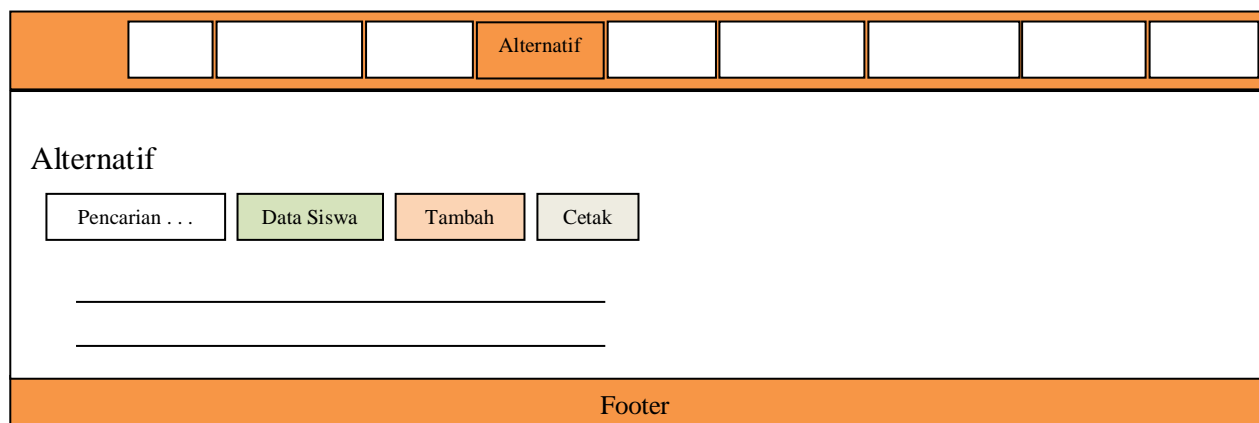 Alternatif
Alternatif
Pencarian . . . Data Siswa Tambah Cetak
Footer